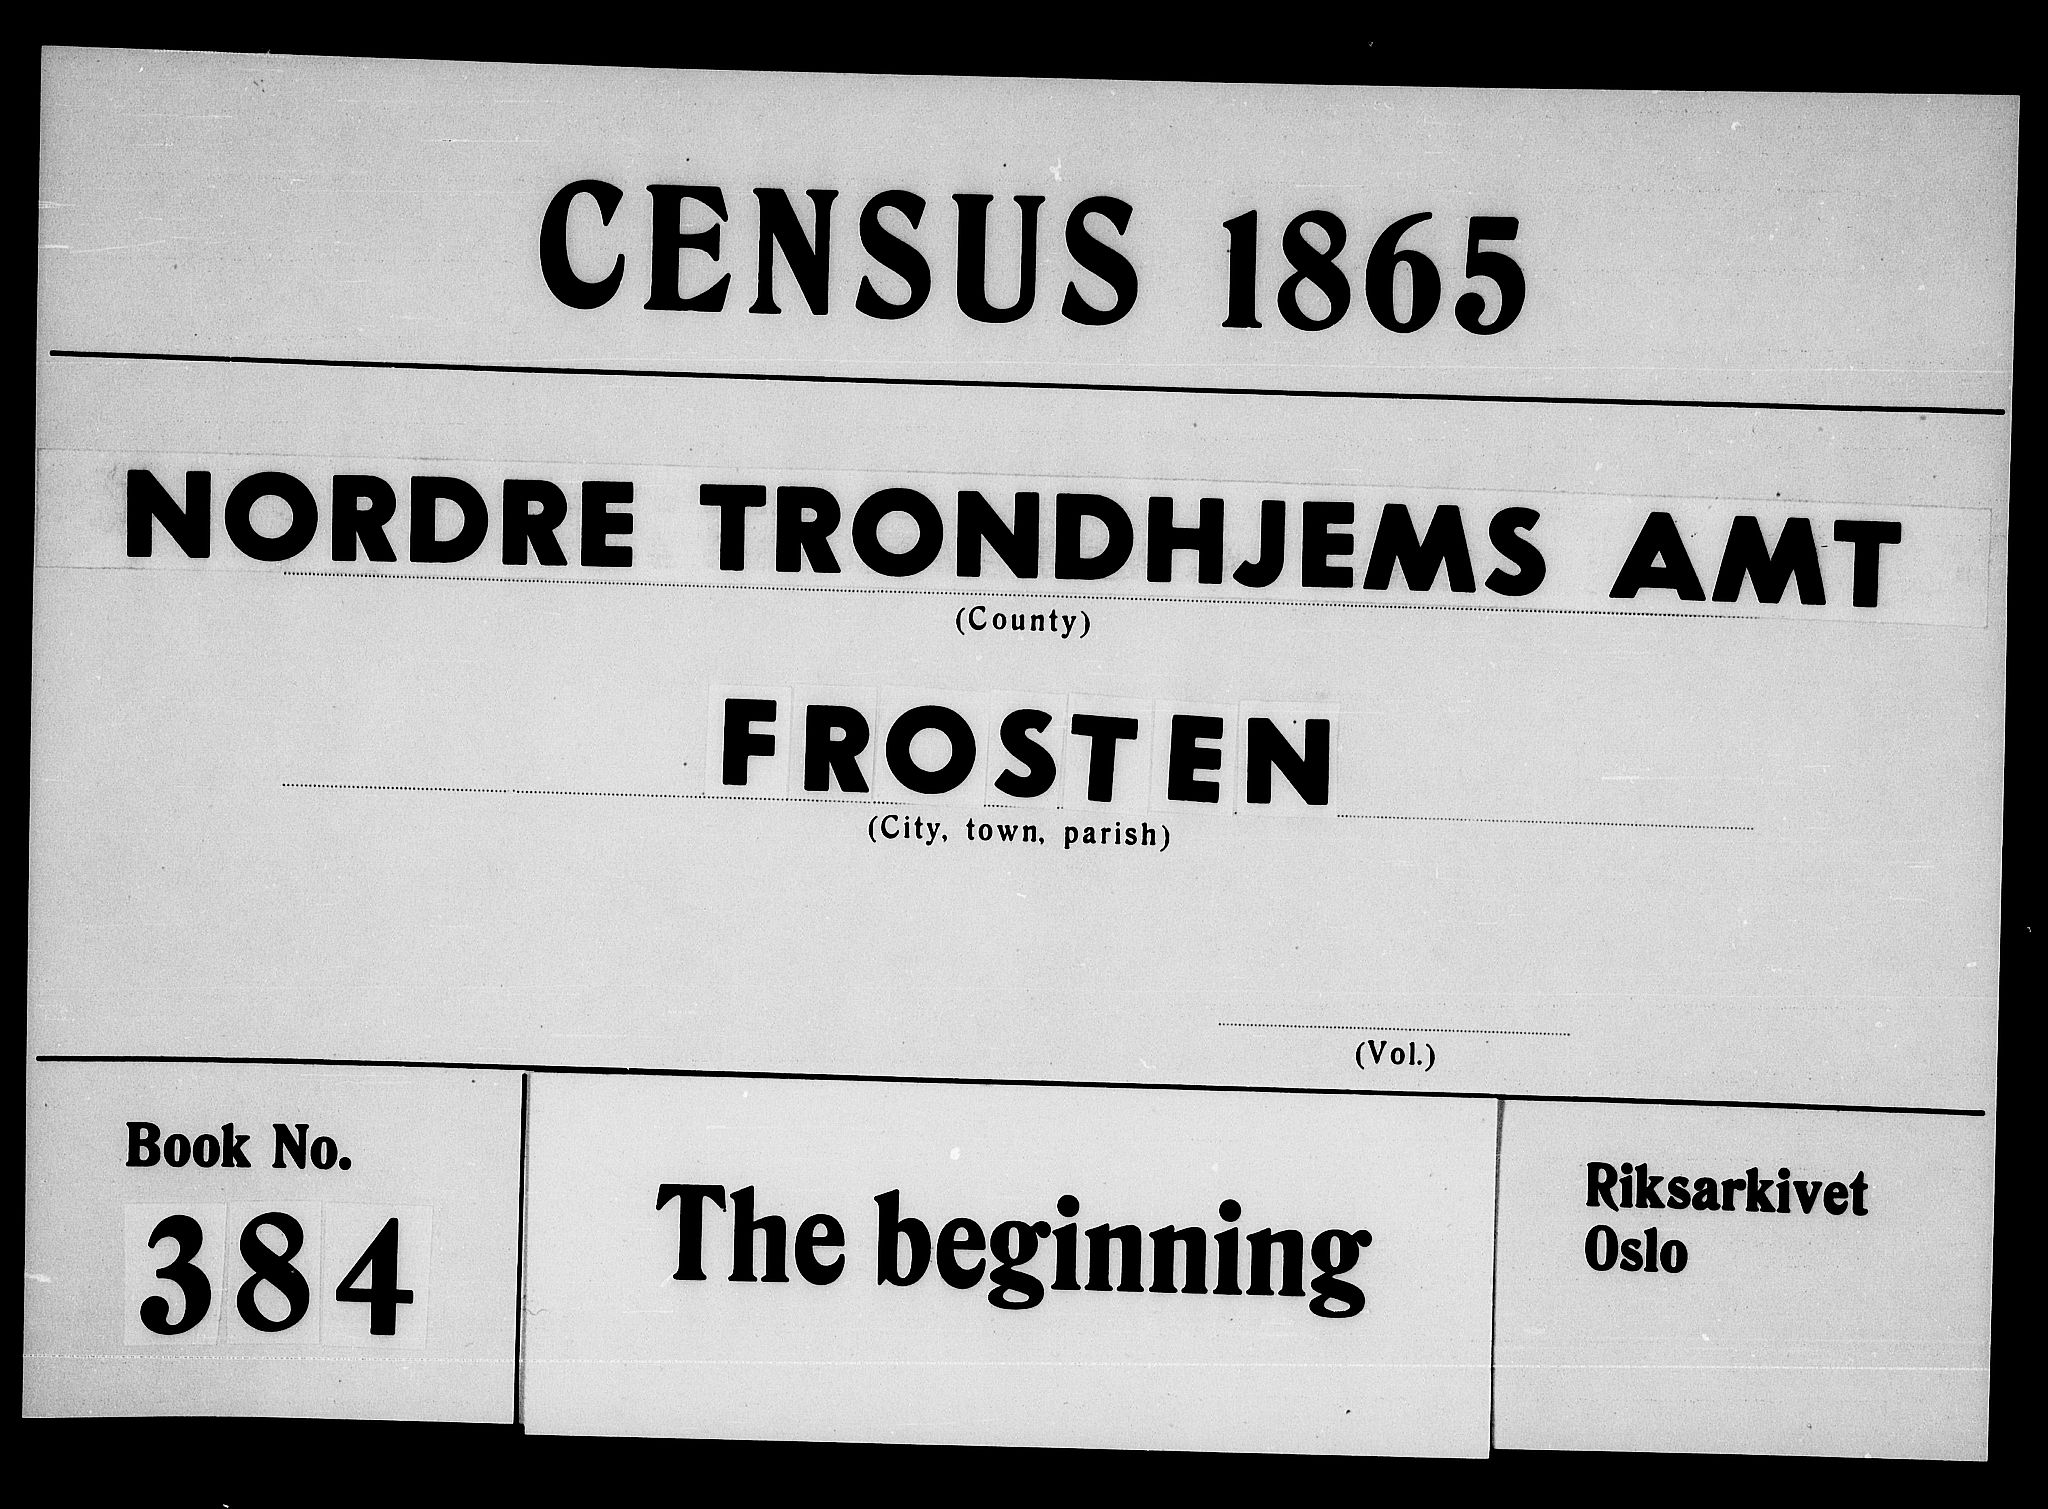 CENSUS 1865
NORDRE TRONDHJEMS AMT
(County)
FROSTEN
(City, town, parish)
(Vol.)
Book No.
384
The beginning
Riksarkivet
Oslo